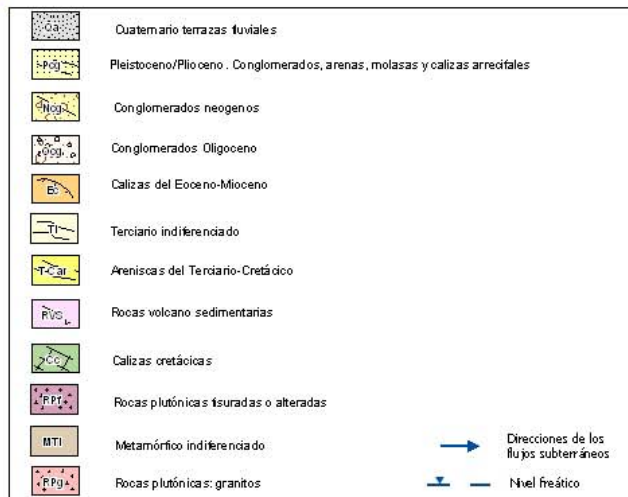 Qa
Cuaternario terrazas fluviales
Pcg
Pleistoceno/Plioceno. Conglomerados, arenas, molasas y calizas arrecifales
Ncg
Conglomerados neogenos
Ocg
Conglomerados Oligoceno
Ec
Calizas del Eoceno-Mioceno
TI
Terciario indiferenciado
T-Car
Areniscas del Terciario-Cretácico
RVS
Rocas volcano sedimentarias
Cc
Calizas cretácicas
RPf
Rocas plutónicas fisuradas o alteradas
MTI
Metamórfico indiferenciado
RPg
Rocas plutónicas: granitos
Direcciones de los
flujos subterráneos
Nivel freático